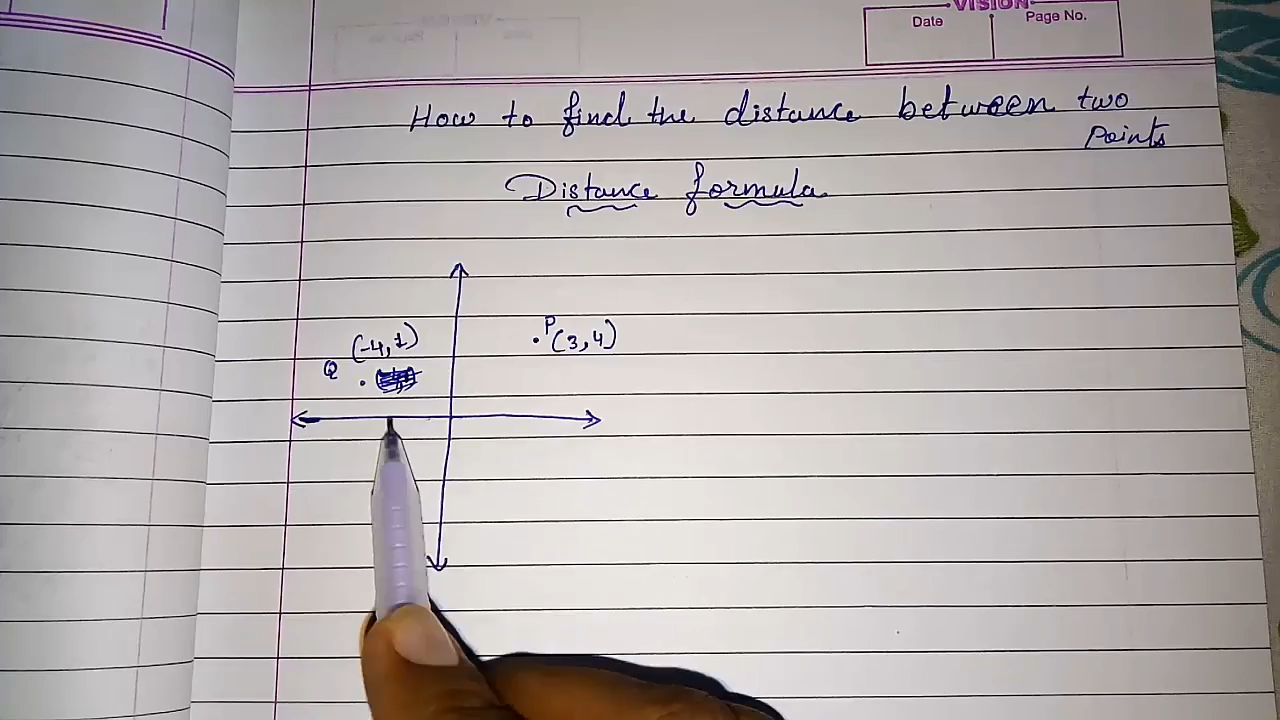 VISION
Date Page No.
How to find the distance between two
Points
Distance formula
P
(-4,1) (3,4)
Q